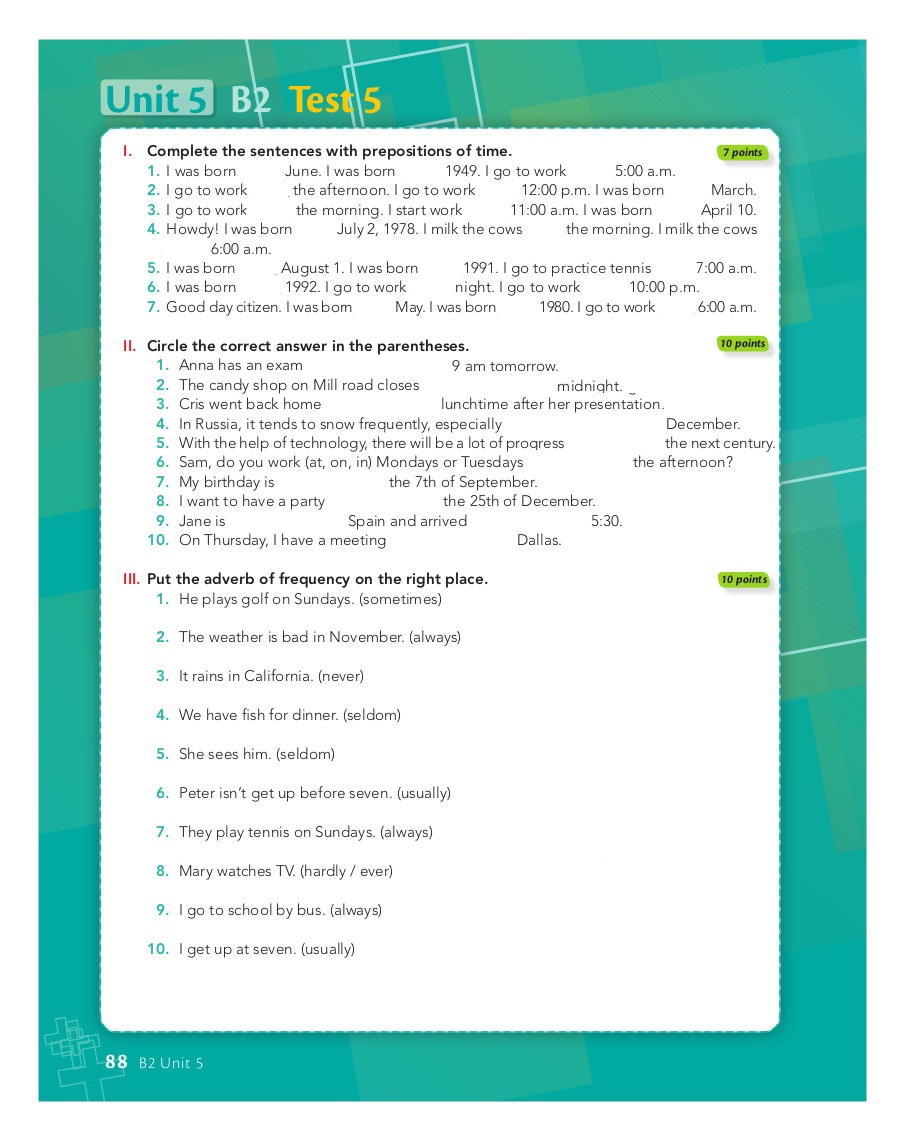 Unit 5 B2 Test 5
I. Complete the sentences with prepositions of time. 7 points
1. I was born June. I was born 1949. I go to work 5:00 a.m.
2. I go to work the afternoon. I go to work 12:00 p.m. I was born March.
3. I go to work the morning. I start work 11:00 a.m. I was born April 10.
4. Howdy! I was born July 2, 1978. I milk the cows the morning. I milk the cows
6:00 a.m.
5. I was born August 1. I was born 1991. I go to practice tennis 7:00 a.m.
6. I was born 1992. I go to work night. I go to work 10:00 p.m.
7. Good day citizen. I was born May. I was born 1980. I go to work 6:00 a.m.
II. Circle the correct answer in the parentheses. 10 points
1. Anna has an exam 9 am tomorrow.
2. The candy shop on Mill road closes midnight.
3. Cris went back home lunchtime after her presentation.
4. In Russia, it tends to snow frequently, especially December.
5. With the help of technology, there will be a lot of progress the next century.
6. Sam, do you work (at, on, in) Mondays or Tuesdays the afternoon?
7. My birthday is the 7th of September.
8. I want to have a party the 25th of December.
9. Jane is Spain and arrived 5:30.
10. On Thursday, I have a meeting Dallas.
III. Put the adverb of frequency on the right place. 10 points
1. He plays golf on Sundays. (sometimes)
2. The weather is bad in November. (always)
3. It rains in California. (never)
4. We have fish for dinner. (seldom)
5. She sees him. (seldom)
6. Peter isn't get up before seven. (usually)
7. They play tennis on Sundays. (always)
8. Mary watches TV. (hardly / ever)
9. I go to school by bus. (always)
10. I get up at seven. (usually)
88 B2 Unit 5